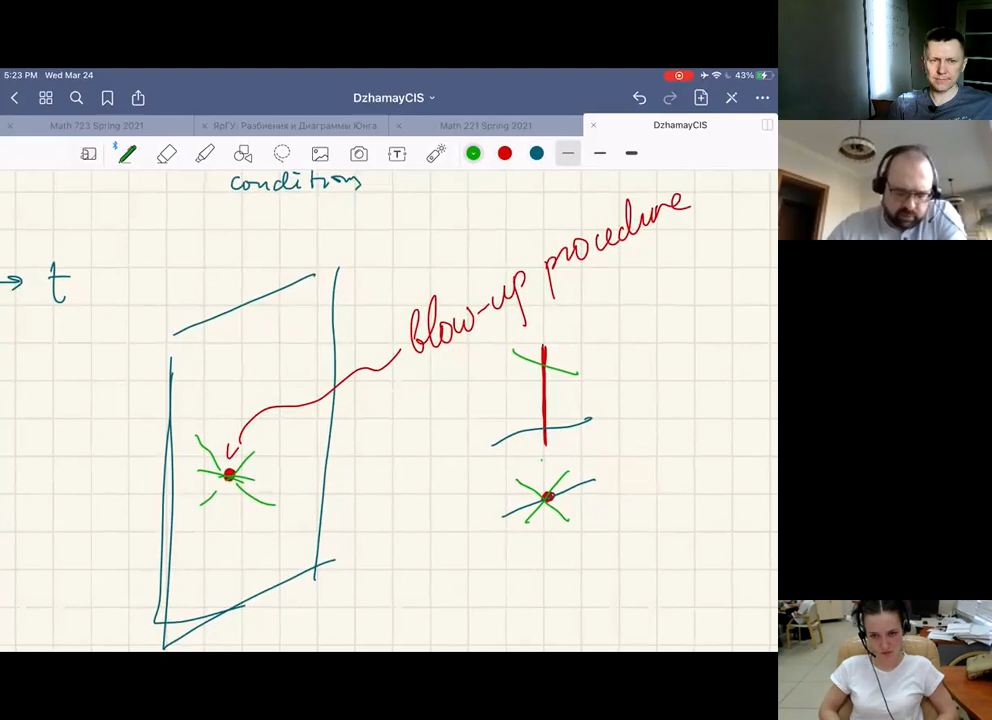 5:23 PM Wed Mar 24
43%
DzhamayCIS
Math 723 Spring 2021
ЯрГУ: Разбиения и Диаграммы Юнга
Math 221 Spring 2021
DzhamayCIS
T
conditions
blow-up procedure
→ t